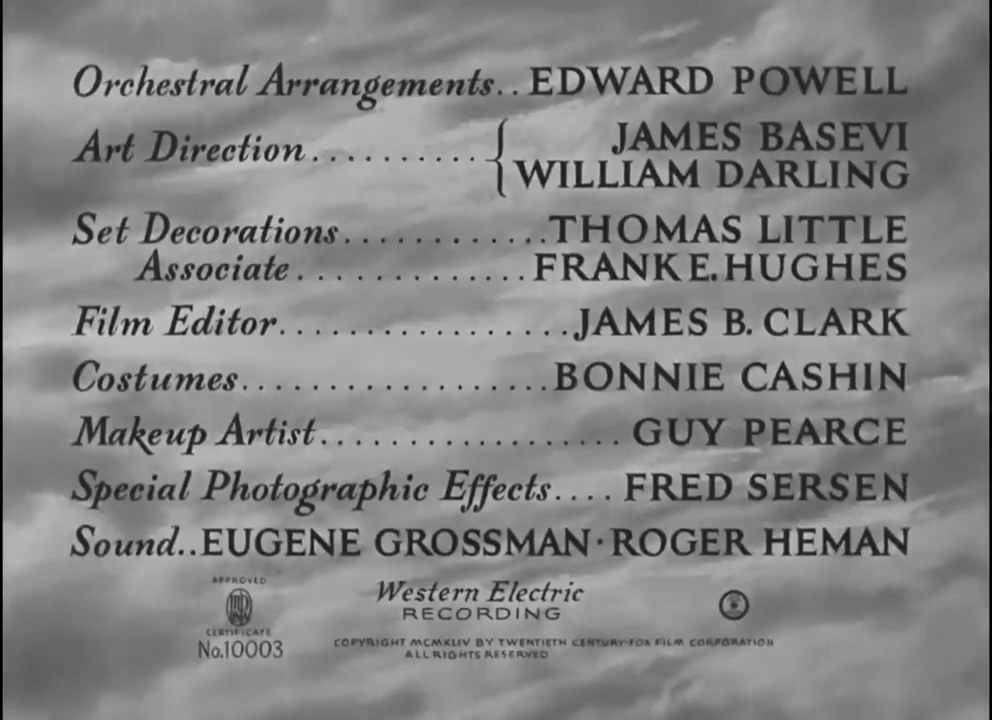 Orchestral Arrangements.. EDWARD POWELL
Art Direction.......... { JAMES BASEVI
WILLIAM DARLING
Set Decorations............THOMAS LITTLE
Associate.............FRANK E. HUGHES
Film Editor..................JAMES B. CLARK
Costumes...................BONNIE CASHIN
Makeup Artist................... GUY PEARCE
Special Photographic Effects.... FRED SERSEN
Sound..EUGENE GROSSMAN · ROGER HEMAN
APPROVED
CERTIFICATE
No.10003
Western Electric
RECORDING
COPYRIGHT MCMXLIV BY TWENTIETH CENTURY-FOX FILM CORPORATION
ALL RIGHTS RESERVED